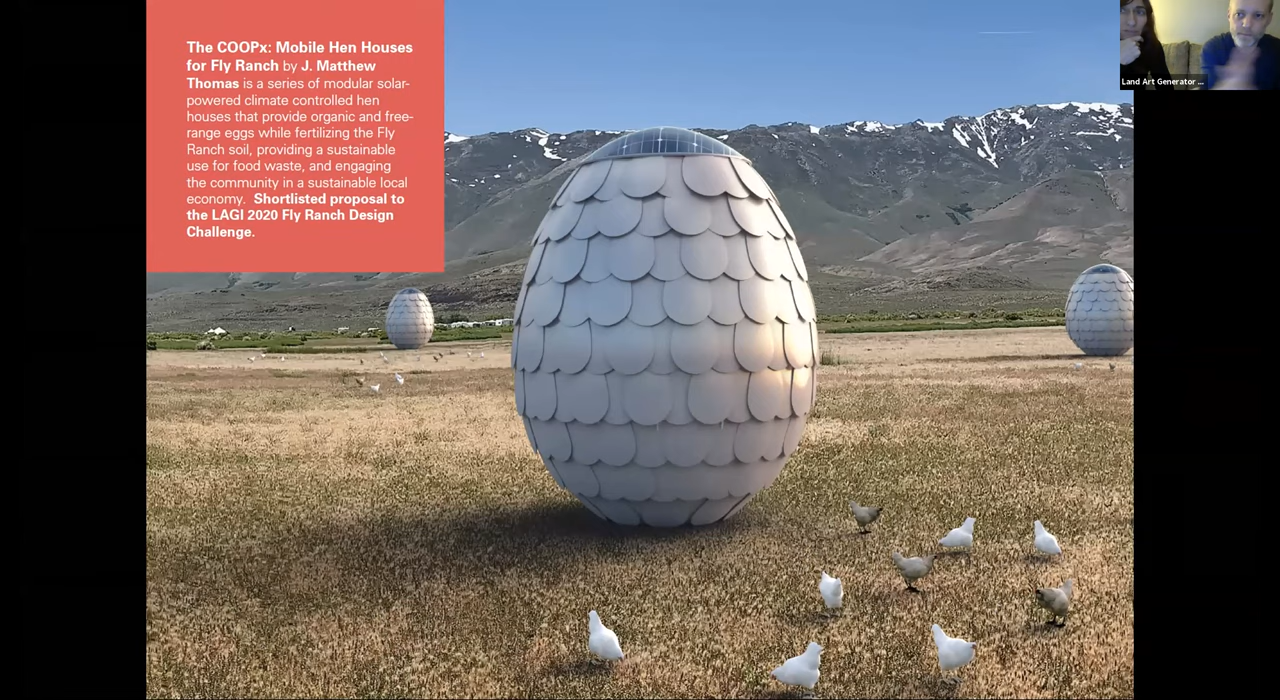 The COOPx: Mobile Hen Houses
for Fly Ranch by J. Matthew
Thomas is a series of modular solar-
powered climate controlled hen
houses that provide organic and free-
range eggs while fertilizing the Fly
Ranch soil, providing a sustainable
use for food waste, and engaging
the community in a sustainable local
economy. Shortlisted proposal to
the LAGI 2020 Fly Ranch Design
Challenge.
Land Art Generator ...